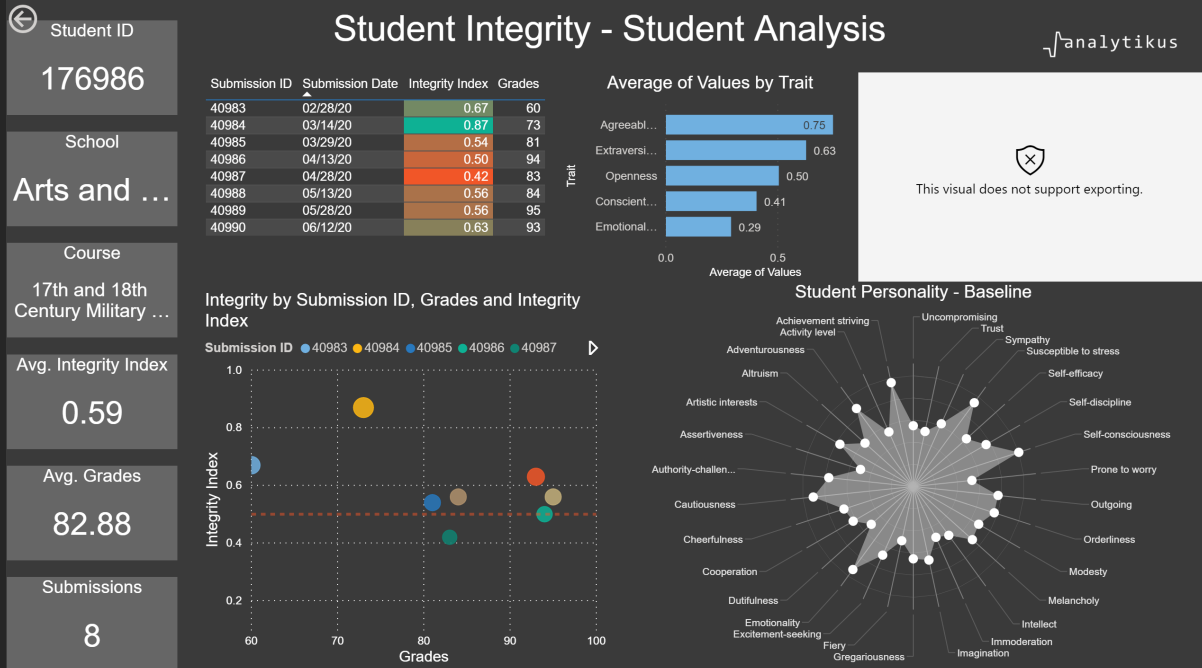 Student Integrity - Student Analysis
analytikus
Student ID
176986
School
Arts and ...
Course
17th and 18th
Century Military ...
Avg. Integrity Index
0.59
Avg. Grades
82.88
Submissions
8
Submission ID Submission Date Integrity Index Grades
40983 02/28/20 0.67 60
40984 03/14/20 0.87 73
40985 03/29/20 0.54 81
40986 04/13/20 0.50 94
40987 04/28/20 0.42 83
40988 05/13/20 0.56 84
40989 05/28/20 0.56 95
40990 06/12/20 0.63 93
Average of Values by Trait
Trait
Agreeabl... 0.75
Extraversi... 0.63
Openness 0.50
Conscient... 0.41
Emotional... 0.29
0.0 0.5
Average of Values
This visual does not support exporting.
Integrity by Submission ID, Grades and Integrity
Index
Submission ID 40983 40984 40985 40986 40987
Integrity Index
1.0
0.8
0.6
0.4
0.2
60 70 80 90 100
Grades
Student Personality - Baseline
Uncompromising
Trust
Sympathy
Susceptible to stress
Self-efficacy
Self-discipline
Self-consciousness
Prone to worry
Outgoing
Orderliness
Modesty
Melancholy
Intellect
Immoderation
Imagination
Gregariousness
Fiery
Excitement-seeking
Emotionality
Dutifulness
Cooperation
Cheerfulness
Cautiousness
Authority-challen...
Assertiveness
Artistic interests
Altruism
Adventurousness
Activity level
Achievement striving